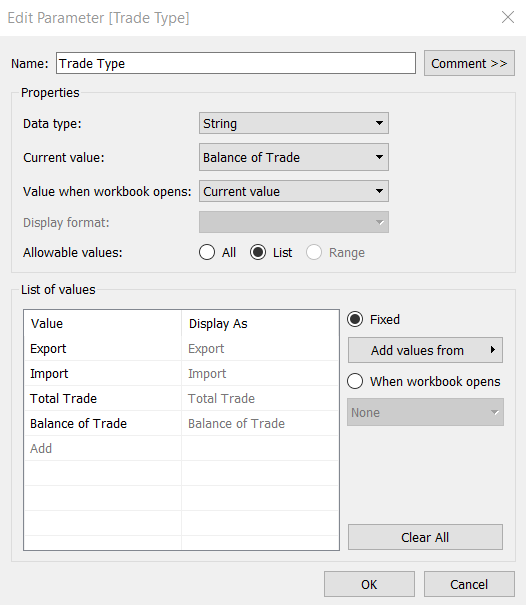 Edit Parameter [Trade Type]
Name: Trade Type Comment >>
Properties
Data type: String
Current value: Balance of Trade
Value when workbook opens: Current value
Display format:
Allowable values: All List Range
List of values
Value Display As
Export Export
Import Import
Total Trade Total Trade
Balance of Trade Balance of Trade
Add
Fixed
Add values from
When workbook opens
None
Clear All
OK Cancel